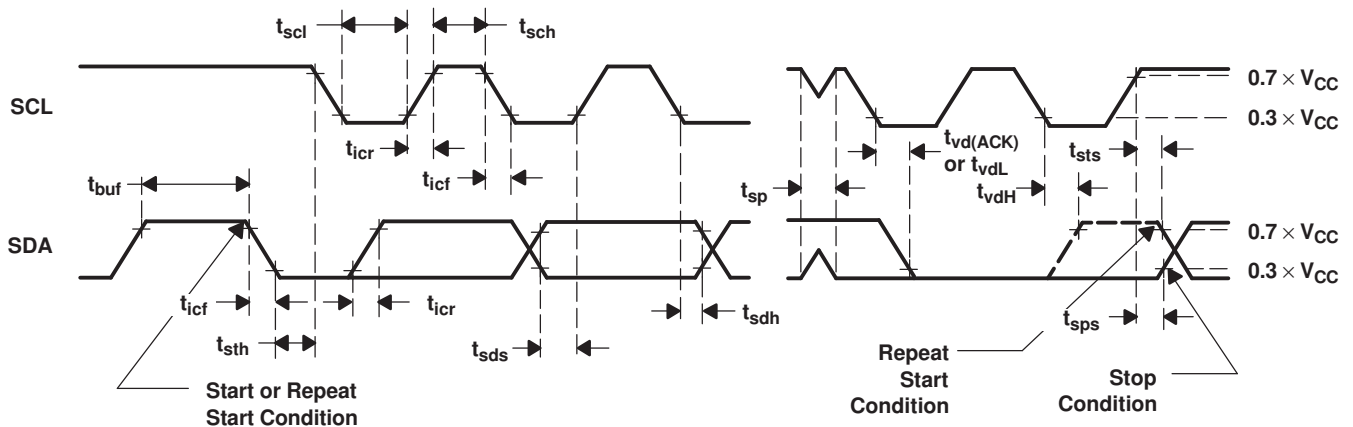 tscl
tsch
SCL
0.7 × VCC
0.3 × VCC
ticr
ticf
tbuf
tsp
tvd(ACK)
or tvdL
tvdH
tsts
SDA
0.7 × VCC
0.3 × VCC
ticf
ticr
tsth
tsds
tsdh
tsps
Start or Repeat
Start Condition
Repeat
Start
Condition
Stop
Condition